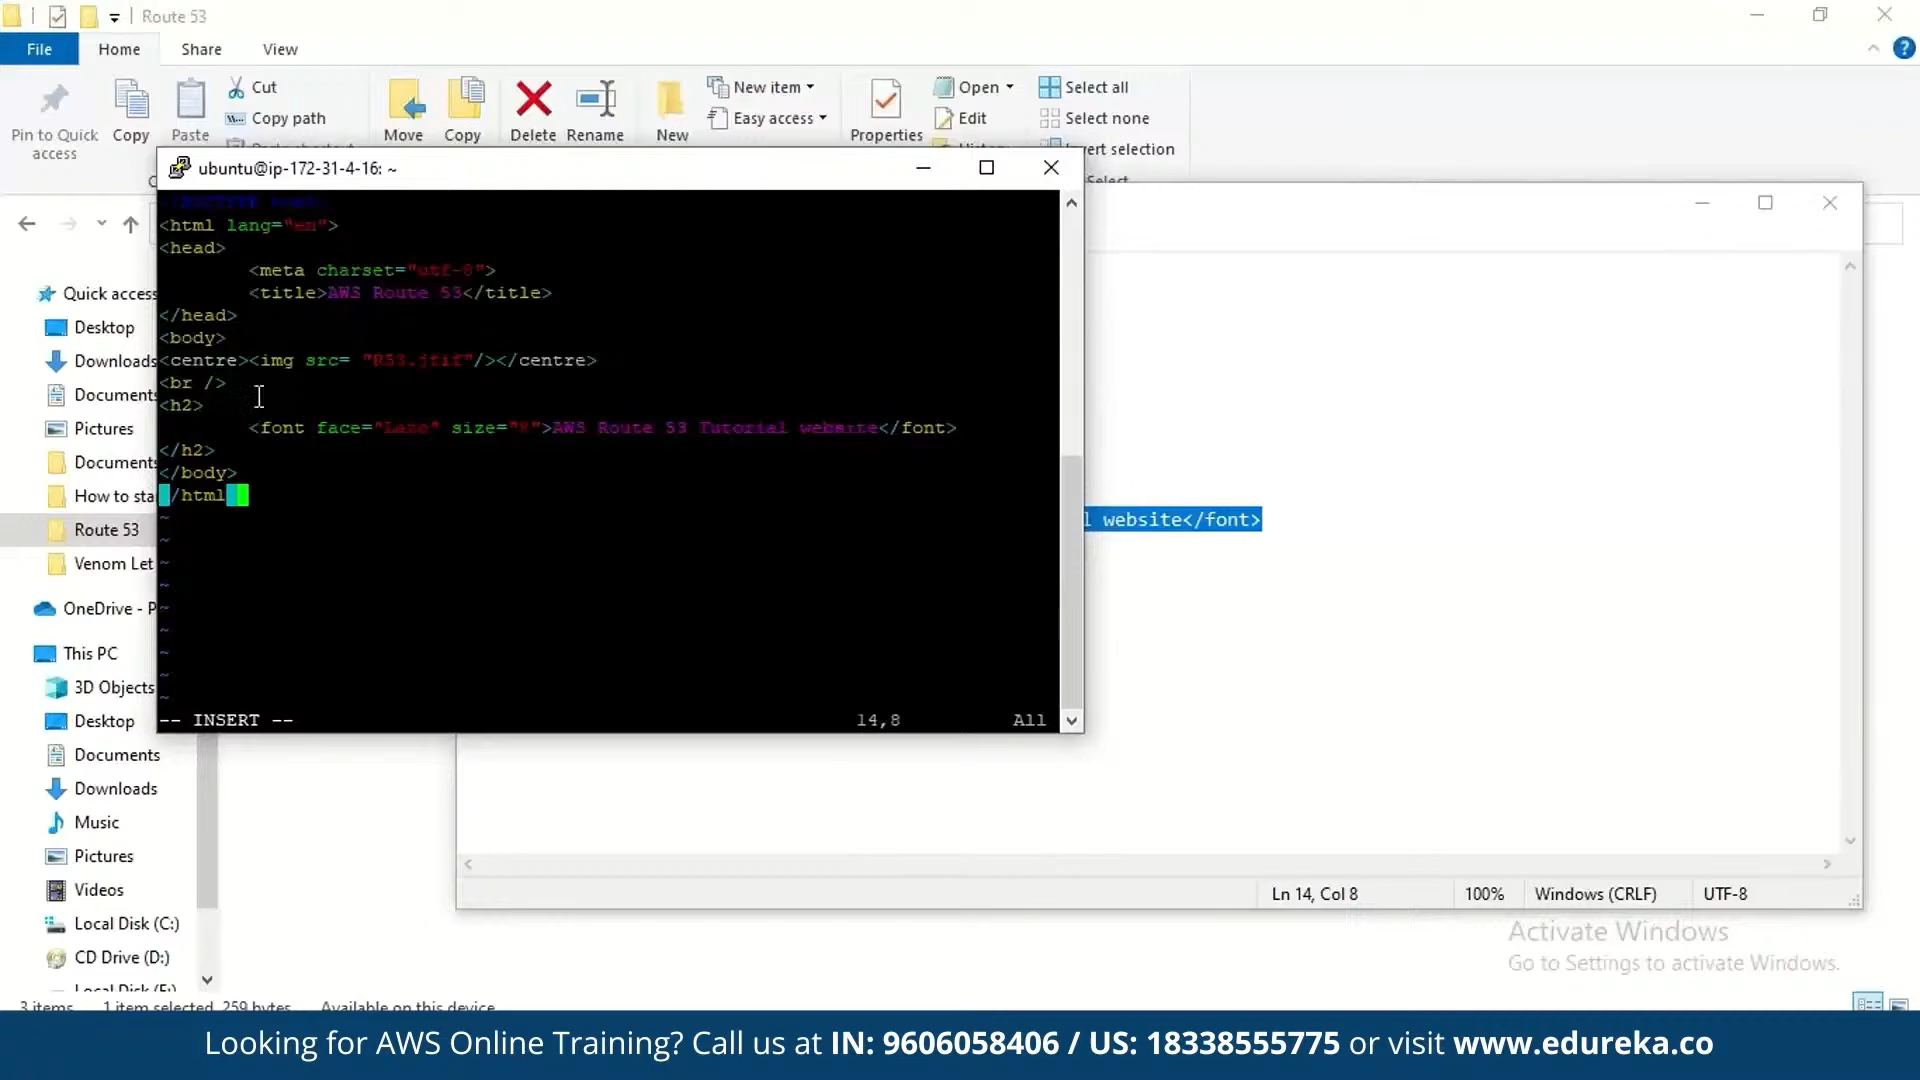 Route 53
File
Home
Share
View
Pin to Quick access
Copy
Paste
Cut
Copy path
Move
Copy
Delete
Rename
New
New item
Easy access
Properties
Open
Edit
Select all
Select none
Invert selection
ubuntu@ip-172-31-4-16: ~
<html lang="en">
<head>
<meta charset="utf-8">
<title>AWS Route 53</title>
</head>
<body>
<centre><img src= "R53.jfif"/></centre>
<br />
<h2>
<font face="Lato" size="8">AWS Route 53 Tutorial website</font>
</h2>
</body>
</html>
~
~
~
~
~
~
~
~
~
-- INSERT --
14,8
All
l website</font>
Ln 14, Col 8
100%
Windows (CRLF)
UTF-8
Quick access
Desktop
Downloads
Documents
Pictures
Documents
How to sta
Route 53
Venom Let
OneDrive - P
This PC
3D Objects
Desktop
Documents
Downloads
Music
Pictures
Videos
Local Disk (C:)
CD Drive (D:)
3 items
1 item selected 259 bytes
Available on this device
Activate Windows
Go to Settings to activate Windows.
Looking for AWS Online Training? Call us at IN: 9606058406 / US: 18338555775 or visit www.edureka.co